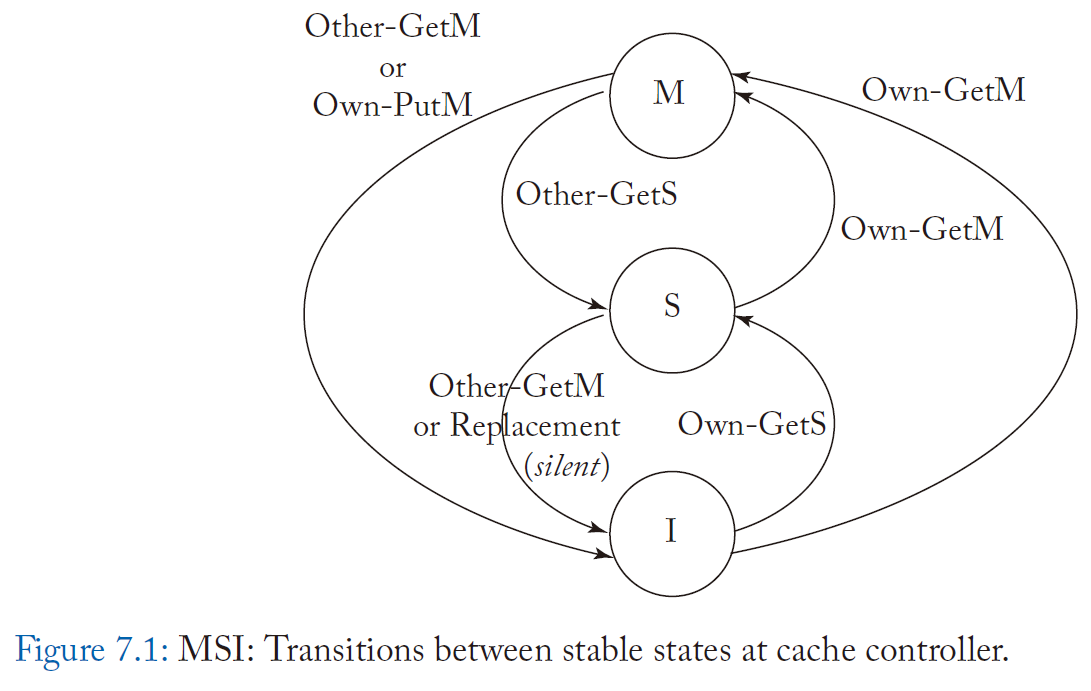 Other-GetM
or
Own-PutM
M
Own-GetM
Other-GetS
Own-GetM
S
Other-GetM
or Replacement
(silent)
Own-GetS
I
Figure 7.1: MSI: Transitions between stable states at cache controller.